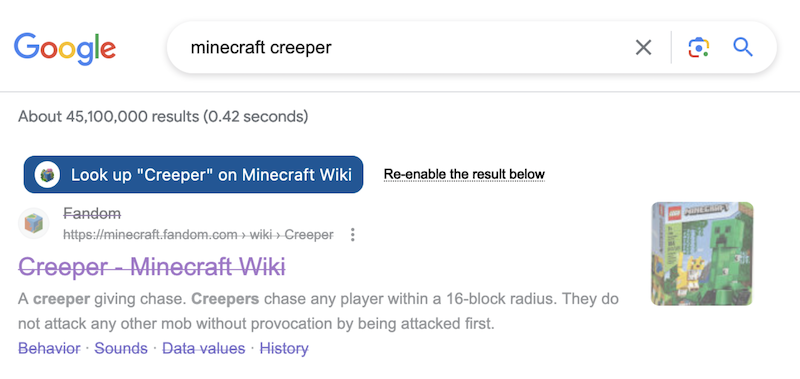 Google
minecraft creeper
About 45,100,000 results (0.42 seconds)
Look up "Creeper" on Minecraft Wiki
Re-enable the result below
Fandom
https://minecraft.fandom.com › wiki › Creeper
Creeper - Minecraft Wiki
A creeper giving chase. Creepers chase any player within a 16-block radius. They do
not attack any other mob without provocation by being attacked first.
Behavior · Sounds · Data values · History
LEGO MINECRAFT